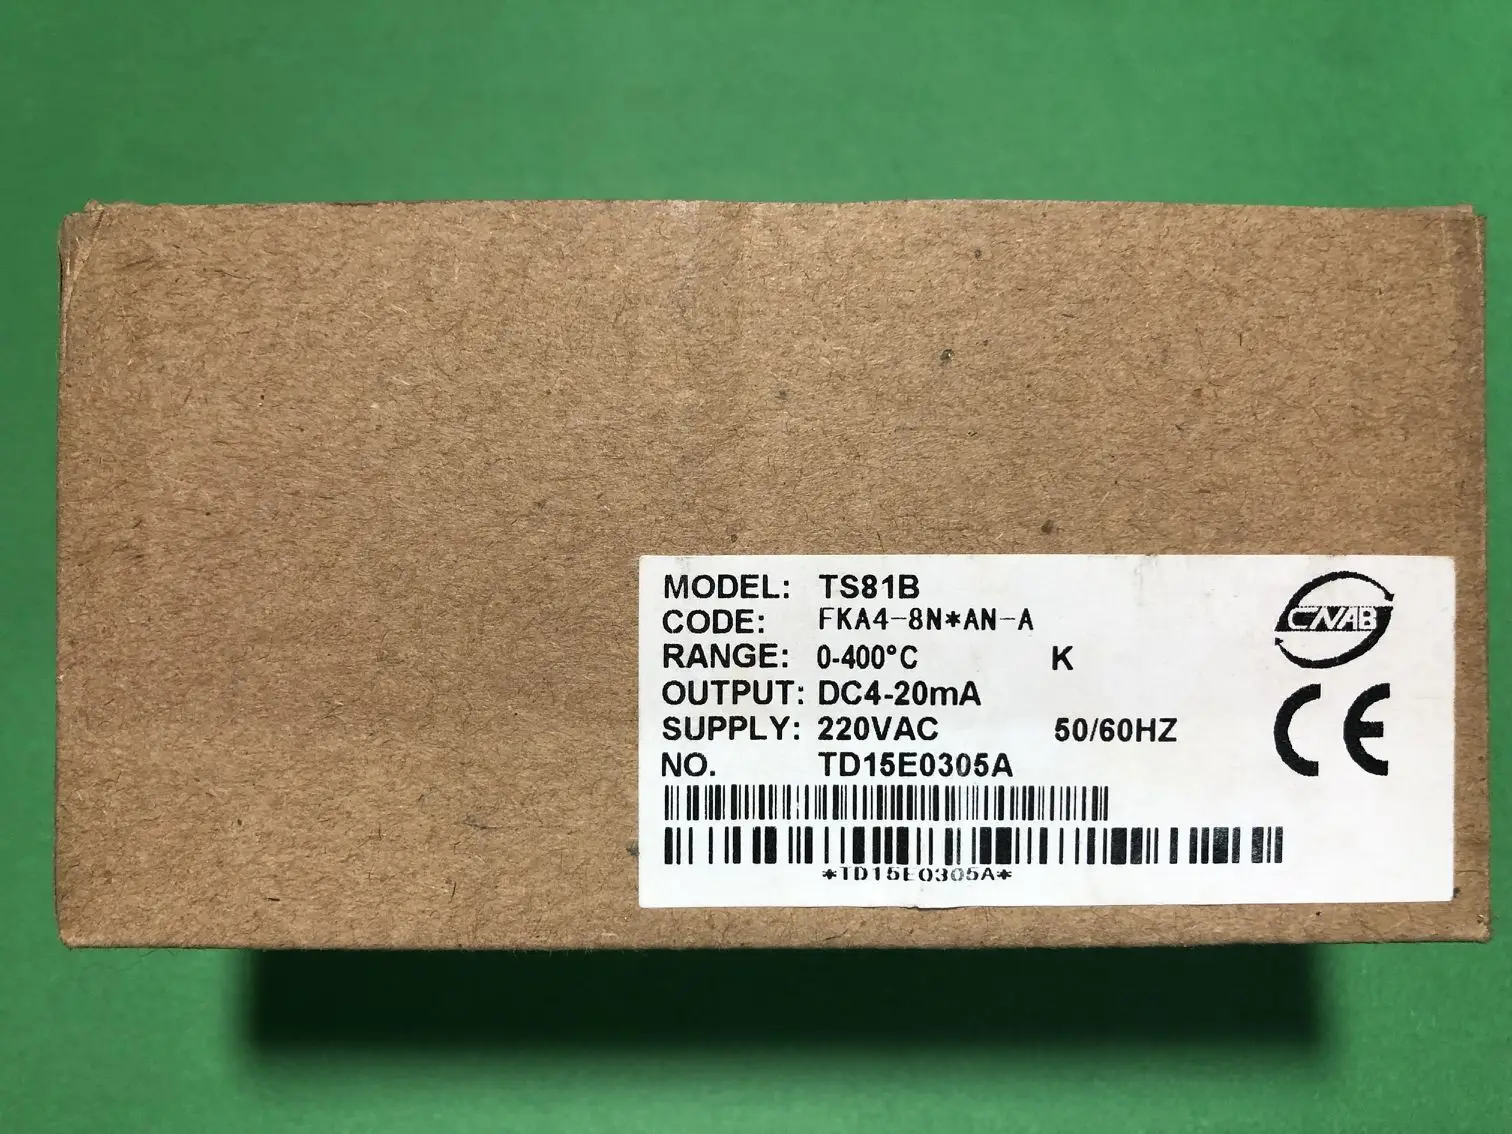 MODEL: TS81B
CODE: FKA4-8N*AN-A
RANGE: 0-400°C K
OUTPUT: DC4-20mA
SUPPLY: 220VAC 50/60HZ
NO. TD15E0305A
*TD15E0305A*
CNAB
CE